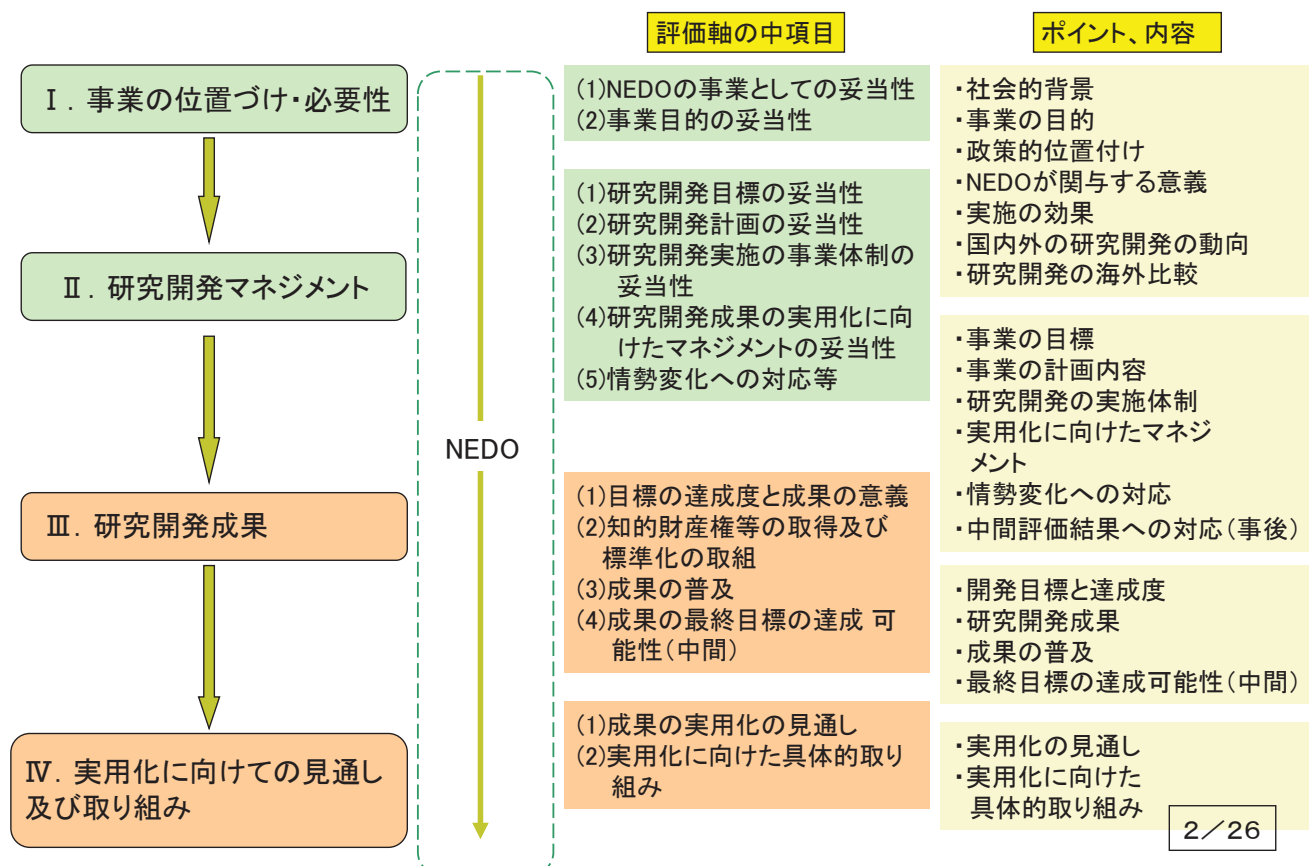 評価軸の中項目
ポイント、内容
Ⅰ．事業の位置づけ・必要性
Ⅱ．研究開発マネジメント
Ⅲ．研究開発成果
Ⅳ．実用化に向けての見通し
及び取り組み
NEDO
(1)NEDOの事業としての妥当性
(2)事業目的の妥当性
(1)研究開発目標の妥当性
(2)研究開発計画の妥当性
(3)研究開発実施の事業体制の
妥当性
(4)研究開発成果の実用化に向
けたマネジメントの妥当性
(5)情勢変化への対応等
(1)目標の達成度と成果の意義
(2)知的財産権等の取得及び
標準化の取組
(3)成果の普及
(4)成果の最終目標の達成 可
能性(中間)
(1)成果の実用化の見通し
(2)実用化に向けた具体的取り
組み
・社会的背景
・事業の目的
・政策的位置付け
・NEDOが関与する意義
・実施の効果
・国内外の研究開発の動向
・研究開発の海外比較
・事業の目標
・事業の計画内容
・研究開発の実施体制
・実用化に向けたマネジ
メント
・情勢変化への対応
・中間評価結果への対応(事後)
・開発目標と達成度
・研究開発成果
・成果の普及
・最終目標の達成可能性(中間)
・実用化の見通し
・実用化に向けた
具体的取り組み
2／26